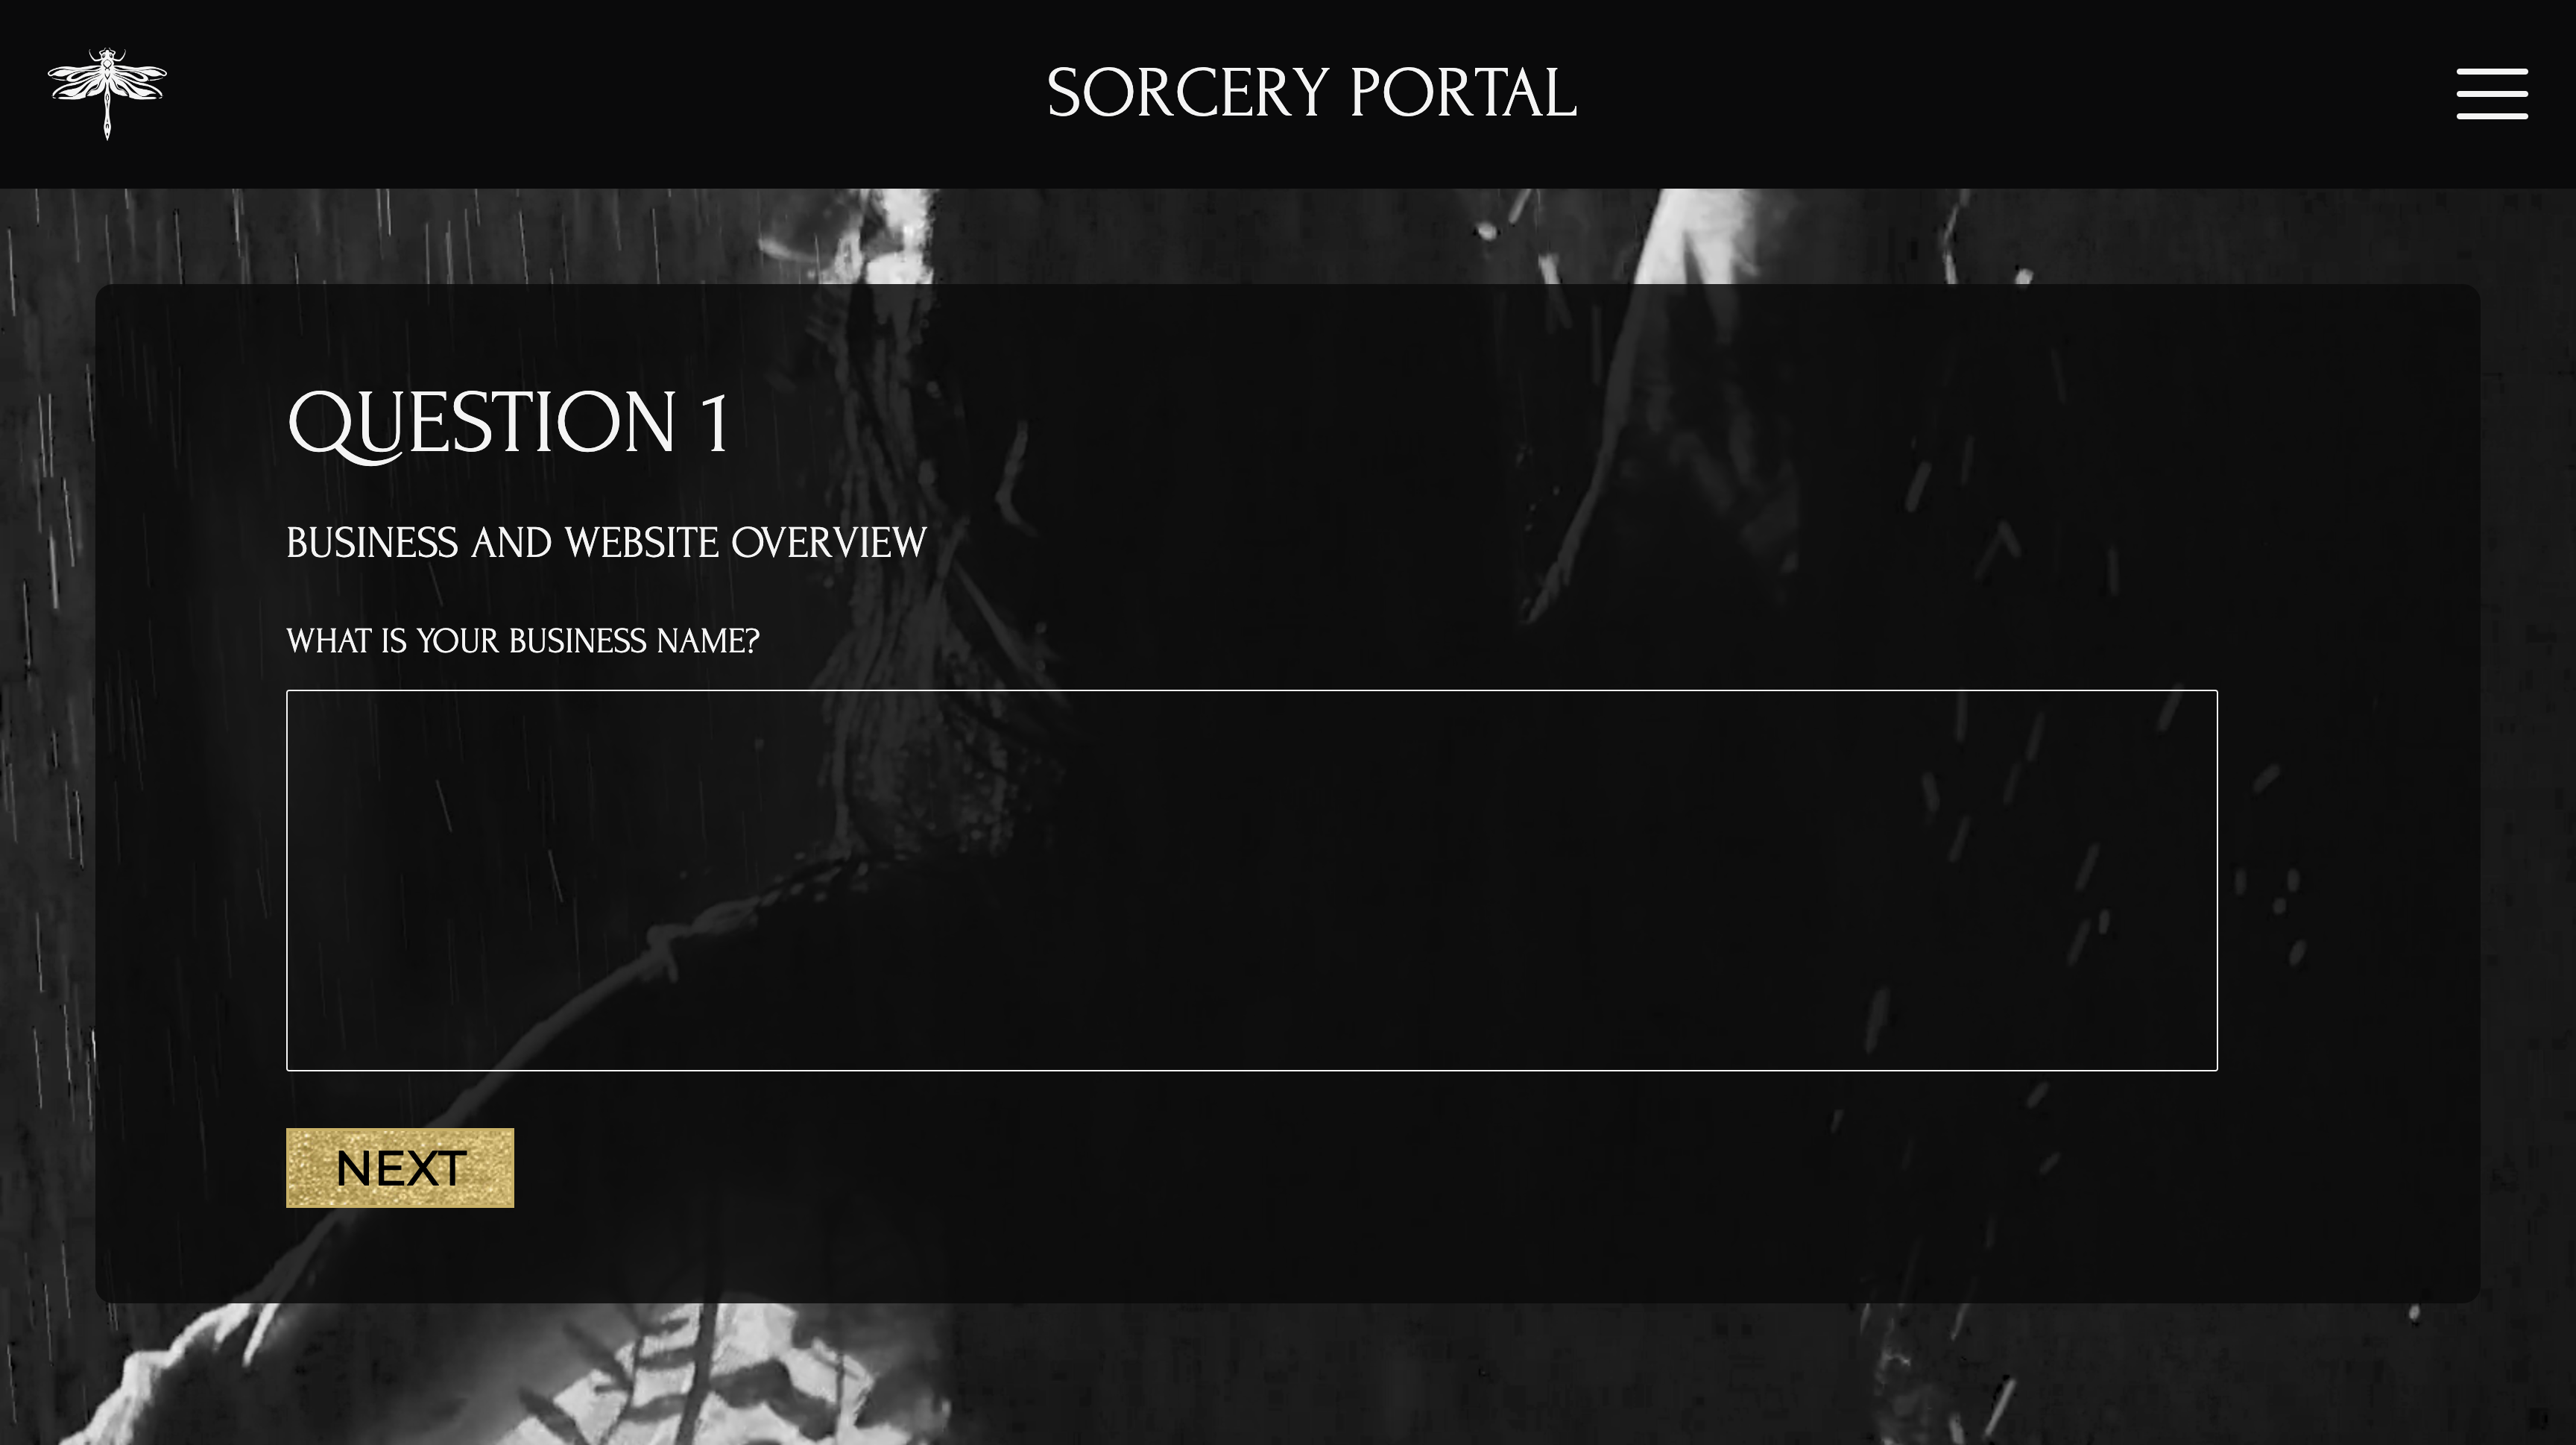 SORCERY PORTAL
QUESTION 1
BUSINESS AND WEBSITE OVERVIEW
WHAT IS YOUR BUSINESS NAME?
NEXT